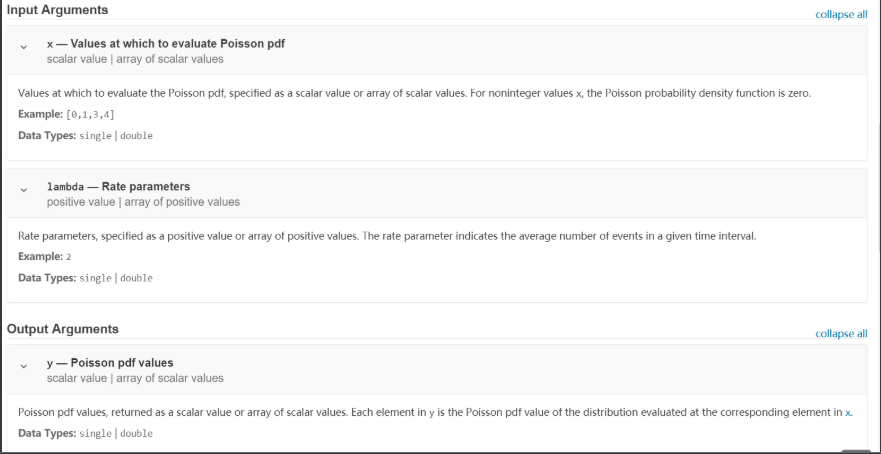 Input Arguments
collapse all
x — Values at which to evaluate Poisson pdf
scalar value | array of scalar values
Values at which to evaluate the Poisson pdf, specified as a scalar value or array of scalar values. For noninteger values x, the Poisson probability density function is zero.
Example: [0,1,3,4]
Data Types: single | double
lambda — Rate parameters
positive value | array of positive values
Rate parameters, specified as a positive value or array of positive values. The rate parameter indicates the average number of events in a given time interval.
Example: 2
Data Types: single | double
Output Arguments
collapse all
y — Poisson pdf values
scalar value | array of scalar values
Poisson pdf values, returned as a scalar value or array of scalar values. Each element in y is the Poisson pdf value of the distribution evaluated at the corresponding element in x.
Data Types: single | double